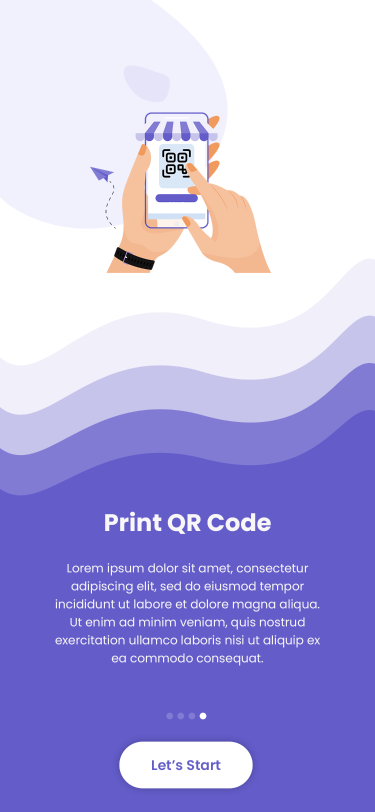 Print QR Code
Lorem ipsum dolor sit amet, consectetur
adipiscing elit, sed do eiusmod tempor
incididunt ut labore et dolore magna aliqua.
Ut enim ad minim veniam, quis nostrud
exercitation ullamco laboris nisi ut aliquip ex
ea commodo consequat.
Let’s Start